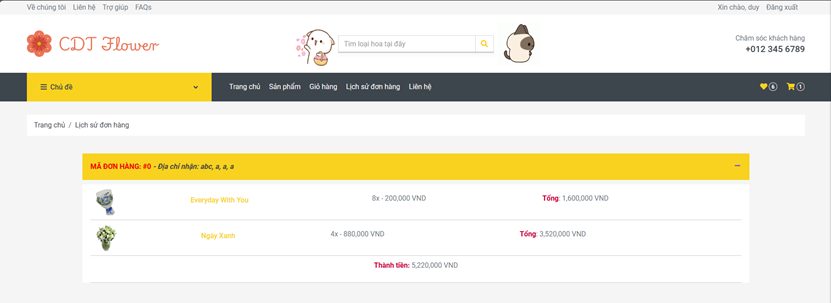 Về chúng tôi Liên hệ Trợ giúp FAQs Xin chào, duy Đăng xuất
CDT Flower
Tìm loại hoa tại đây
Chăm sóc khách hàng
+012 345 6789
Chủ đề Trang chủ Sản phẩm Giỏ hàng Lịch sử đơn hàng Liên hệ 6 1
Trang chủ / Lịch sử đơn hàng
MÃ ĐƠN HÀNG: #0 - Địa chỉ nhận: abc, a, a, a
Everyday With You 8x - 200,000 VND Tổng: 1,600,000 VND
Ngày Xanh 4x - 880,000 VND Tổng: 3,520,000 VND
Thành tiền: 5,220,000 VND